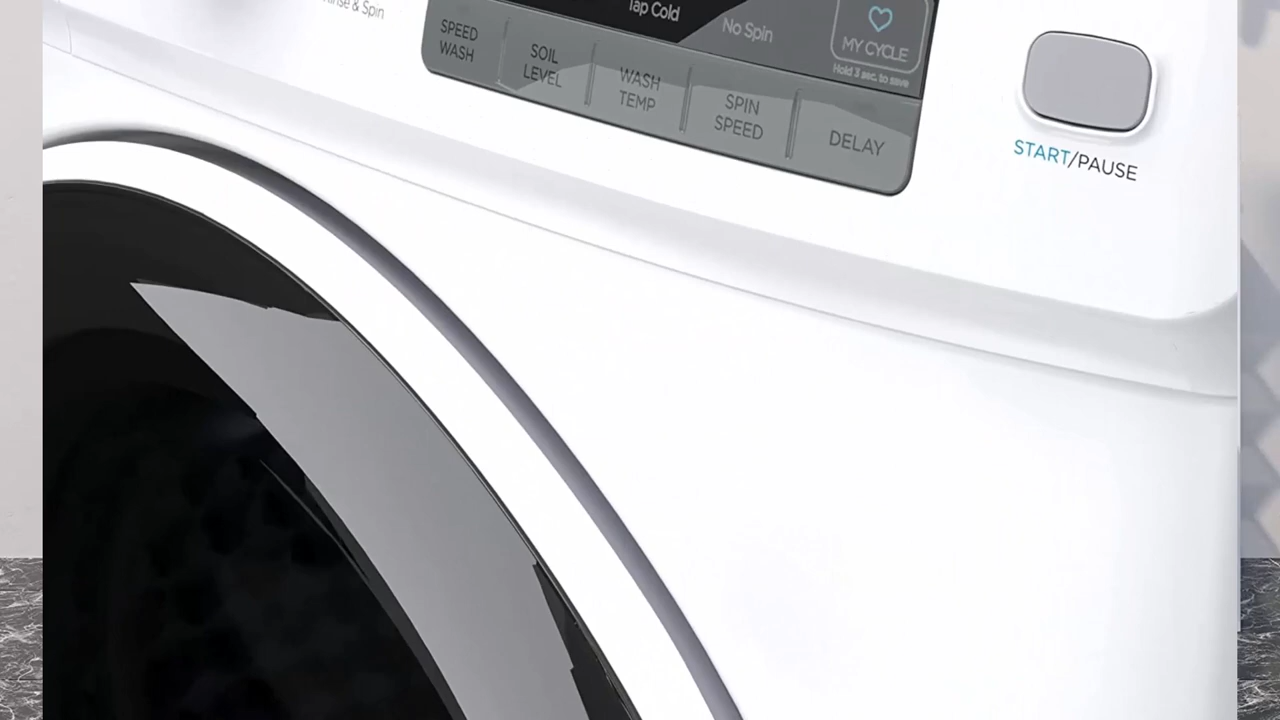 & Spin
Tap Cold
No Spin
MY CYCLE
Hold 3 sec. to save
SPEED
WASH
SOIL
LEVEL
WASH
TEMP
SPIN
SPEED
DELAY
START/PAUSE